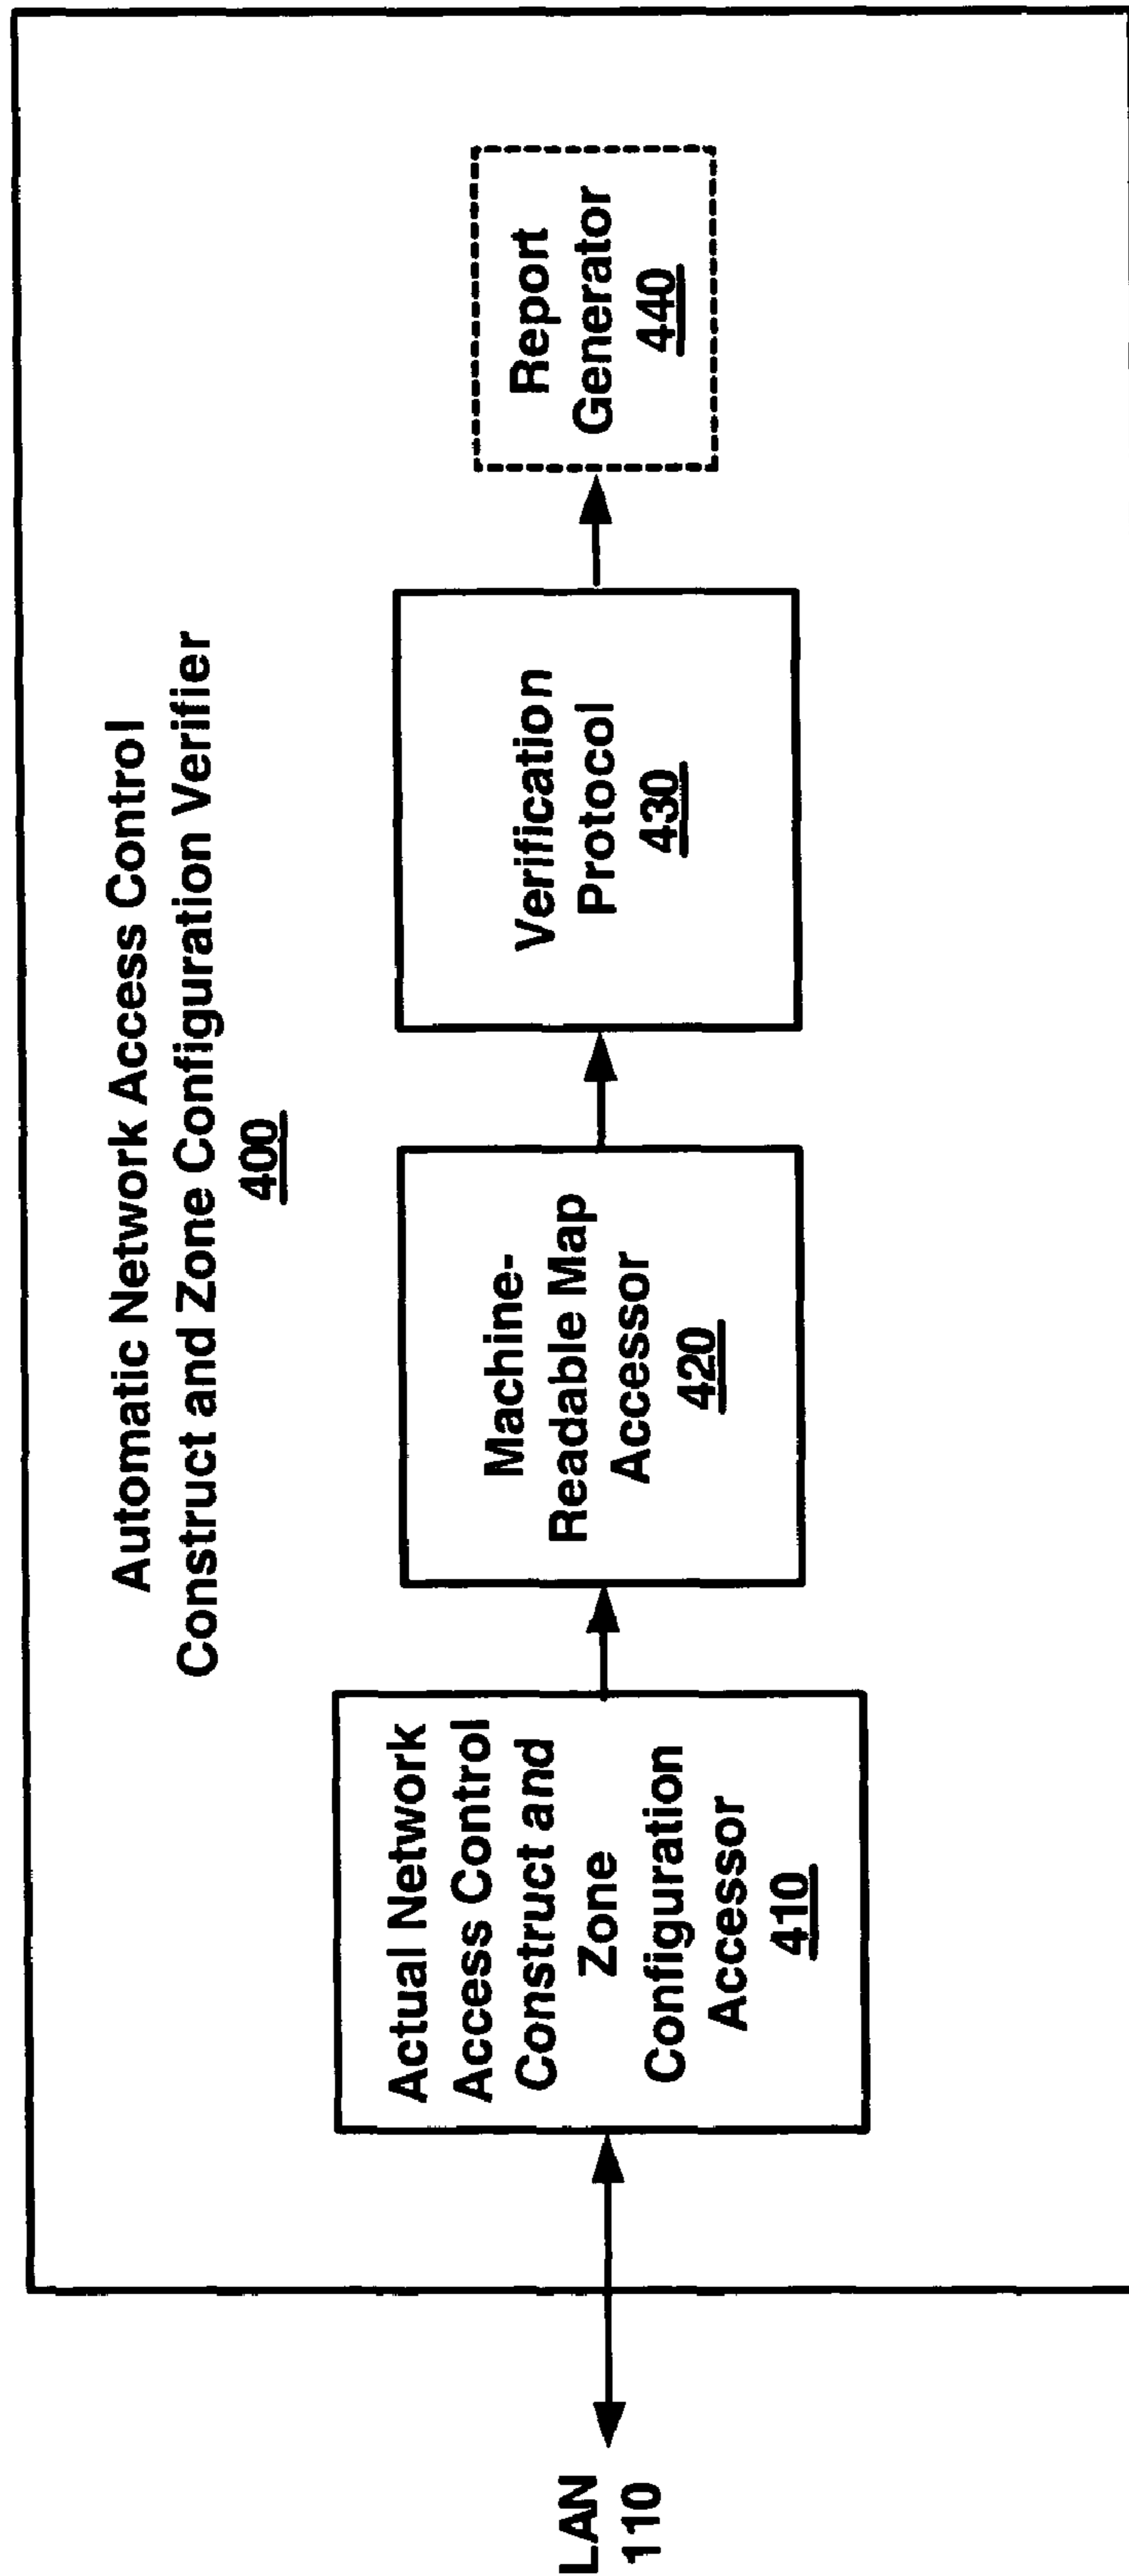 Automatic Network Access Control
Construct and Zone Configuration Verifier
400
LAN
110
Actual Network
Access Control
Construct and
Zone
Configuration
Accessor
410
Machine-
Readable Map
Accessor
420
Verification
Protocol
430
Report
Generator
440